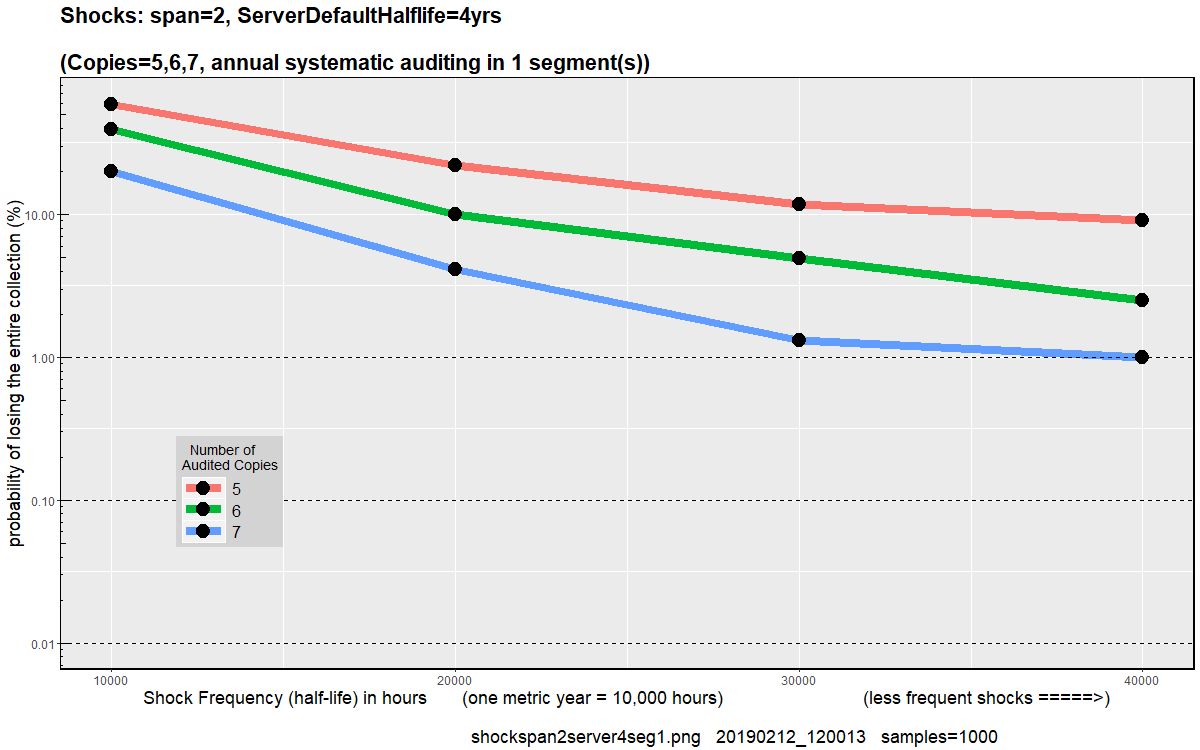 Shocks: span=2, ServerDefaultHalflife=4yrs
(Copies=5,6,7, annual systematic auditing in 1 segment(s))
probability of losing the entire collection (%)
10.00
1.00
0.10
0.01
Number of
Audited Copies
5
6
7
10000 20000 30000 40000
Shock Frequency (half-life) in hours (one metric year = 10,000 hours) (less frequent shocks =====>)
shockspan2server4seg1.png 20190212_120013 samples=1000